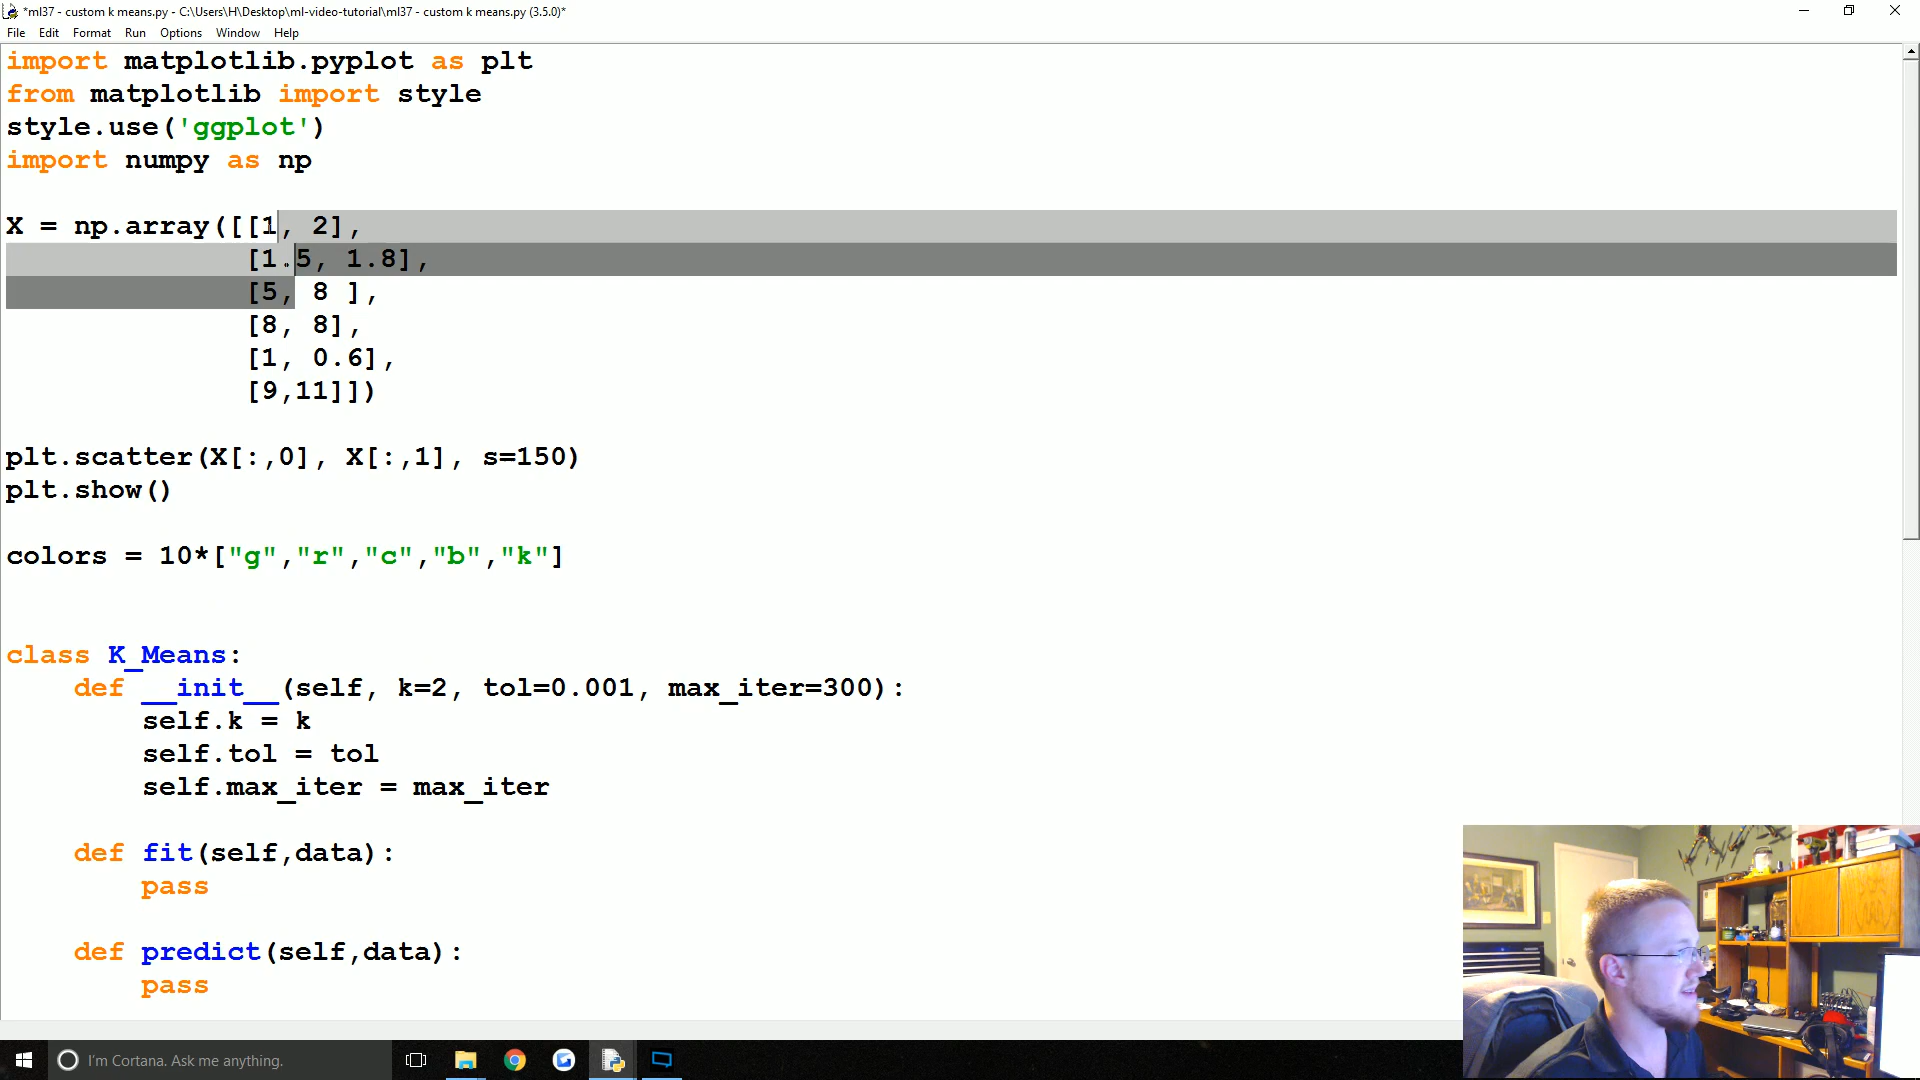 *ml37 - custom k means.py - C:\Users\H\Desktop\ml-video-tutorial\ml37 - custom k means.py (3.5.0)*
File Edit Format Run Options Window Help
import matplotlib.pyplot as plt
from matplotlib import style
style.use('ggplot')
import numpy as np
X = np.array([[1, 2],
[1.5, 1.8],
[5, 8 ],
[8, 8],
[1, 0.6],
[9,11]])
plt.scatter(X[:,0], X[:,1], s=150)
plt.show()
colors = 10*["g","r","c","b","k"]
class K_Means:
def __init__(self, k=2, tol=0.001, max_iter=300):
self.k = k
self.tol = tol
self.max_iter = max_iter
def fit(self,data):
pass
def predict(self,data):
pass
I'm Cortana. Ask me anything.